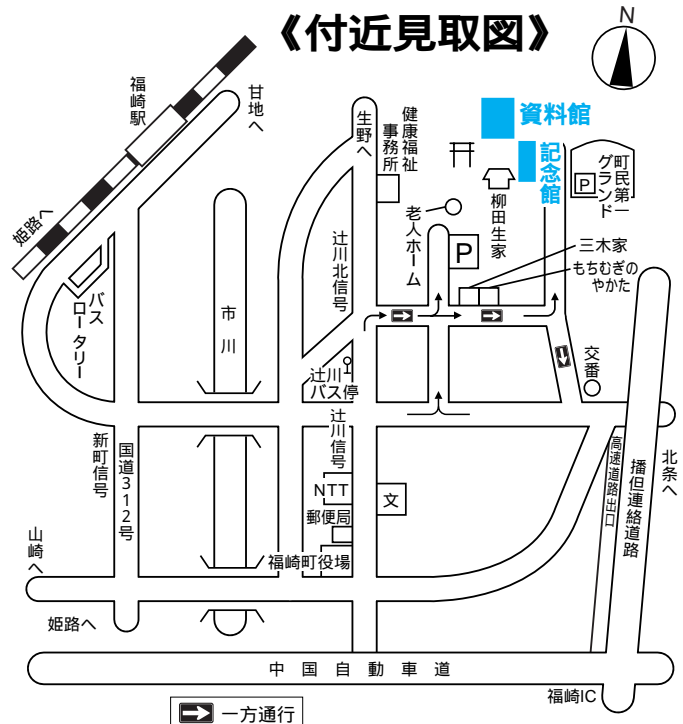 《付近見取図》
N
福崎駅
甘地へ
姫路へ
バス
ロータリー
市川
生野へ
健康福祉
事務所
辻川北信号
老人ホーム
P
資料館
記念館
柳田生家
町民第一
グランド
P
三木家
もちむぎの
やかた
交番
辻川
バス停
辻川信号
新町信号
国道312号
NTT
郵便局
福崎町役場
文
高速道路出口
播但連絡道路
北条へ
山崎へ
姫路へ
中国自動車道
福崎IC
一方通行